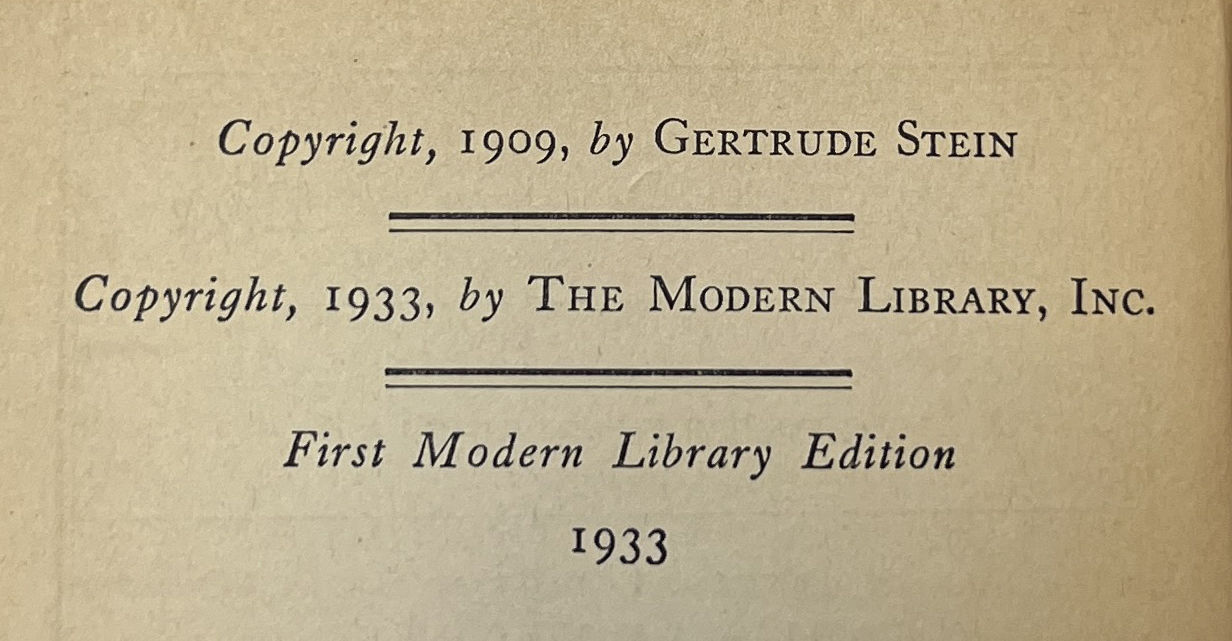 Copyright, 1909, by GERTRUDE STEIN
Copyright, 1933, by THE MODERN LIBRARY, INC.
First Modern Library Edition
1933